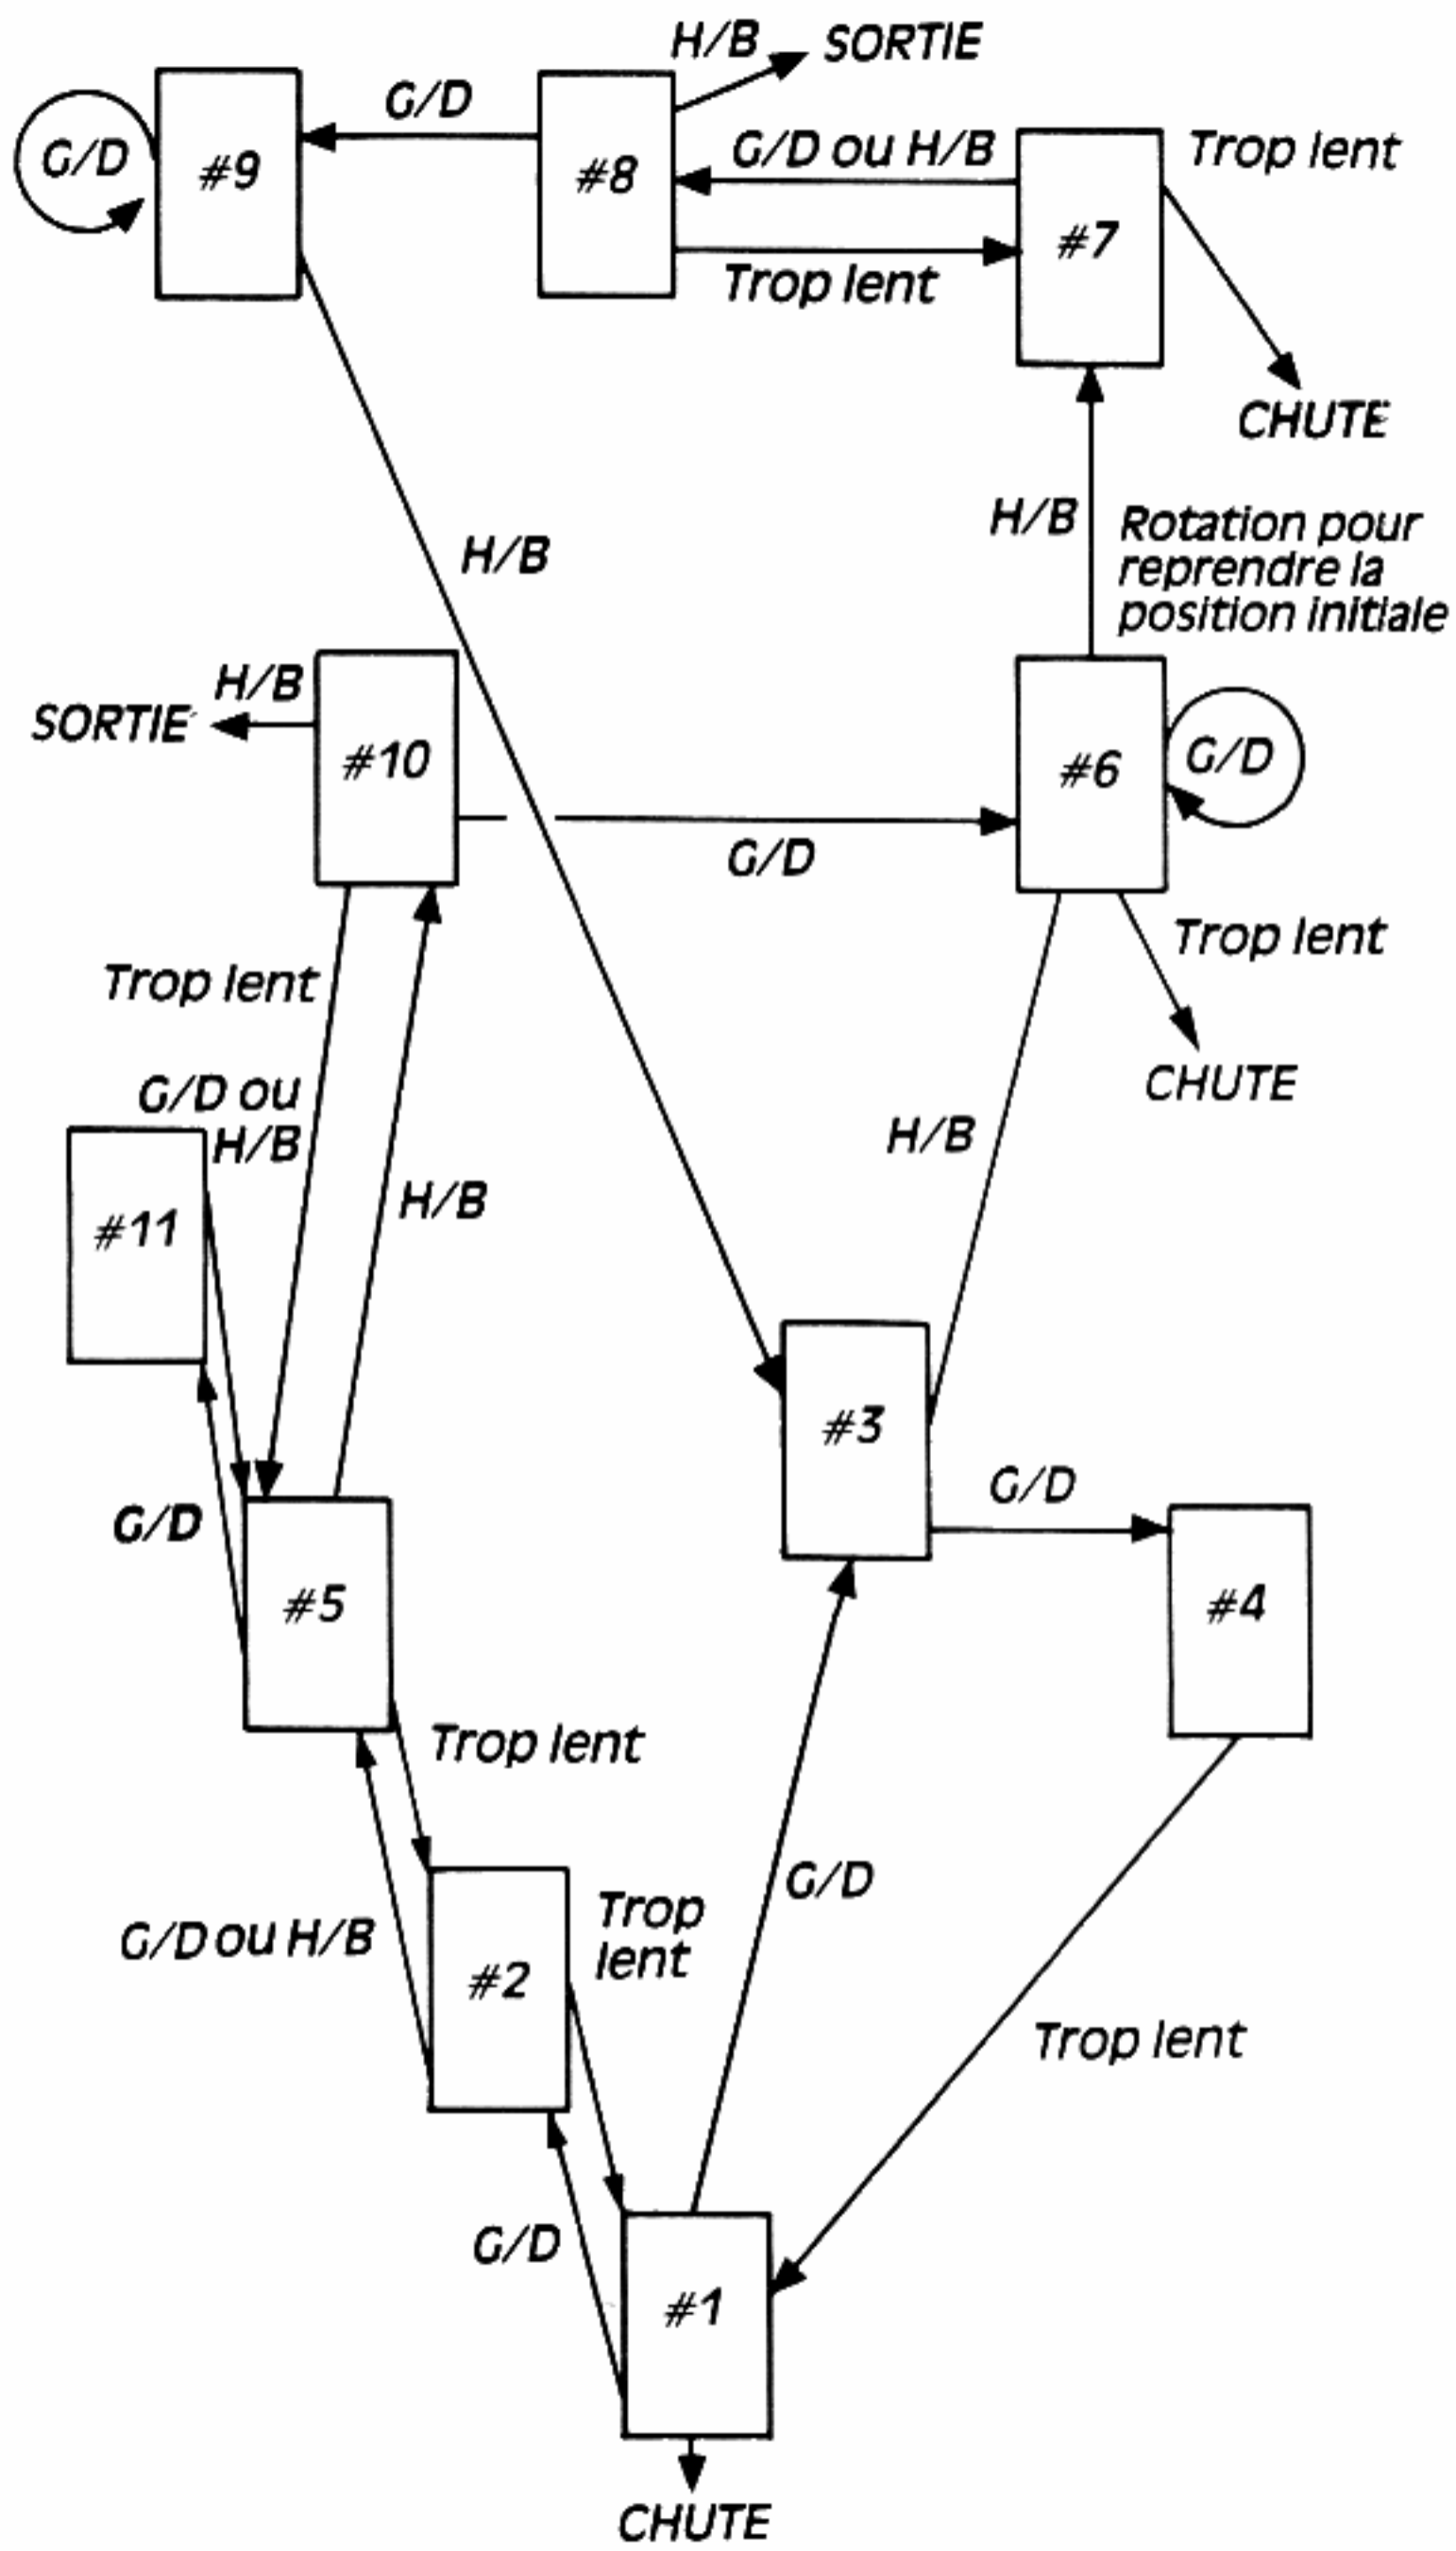 H/B
SORTIE
G/D
G/D
#9
#8
G/D ou H/B
Trop lent
#7
Trop lent
CHUTE
H/B
H/B
Rotation pour
reprendre la
position initiale
H/B
SORTIE
#10
#6
G/D
G/D
Trop lent
Trop lent
CHUTE
G/D ou
H/B
H/B
H/B
#11
#3
G/D
G/D
#5
#4
Trop lent
G/D
Trop
lent
G/D ou H/B
#2
Trop lent
G/D
#1
CHUTE